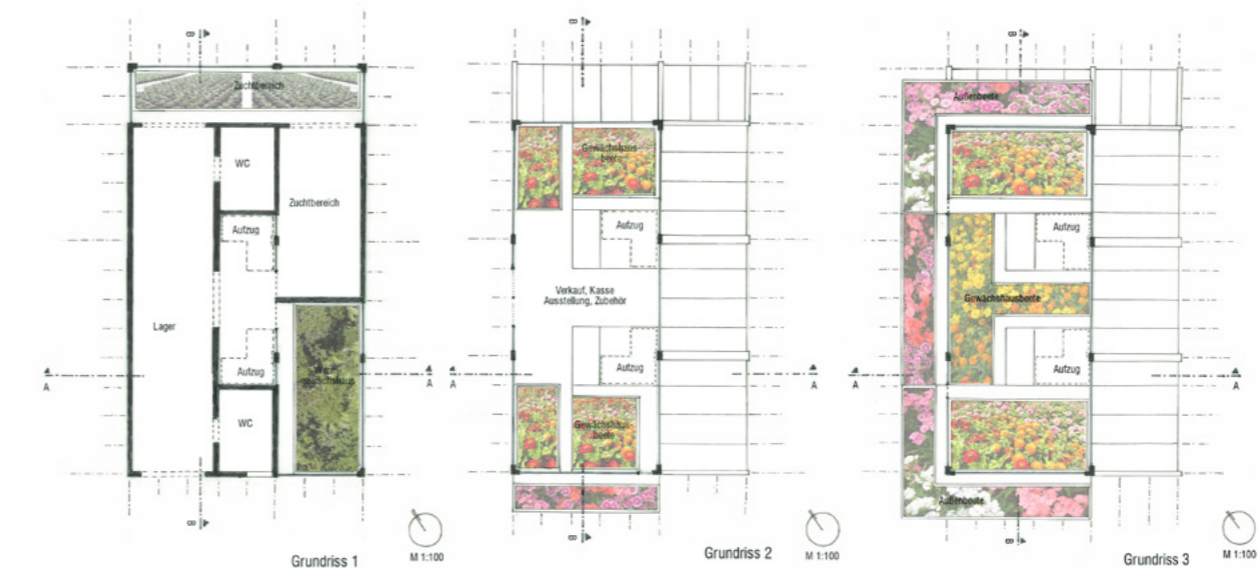 B
Zuchtbereich
WC
Zuchtbereich
Aufzug
Lager
Aufzug
A
A
WC
B
M 1:100
Grundriss 1
B
Gewächshaus
beete
Aufzug
Verkauf, Kasse
Ausstellung, Zubehör
Aufzug
A
A
Gewächshaus
beete
B
M 1:100
Grundriss 2
B
Außenbeete
Aufzug
Gewächshausbeete
Aufzug
A
A
Außenbeete
B
M 1:100
Grundriss 3